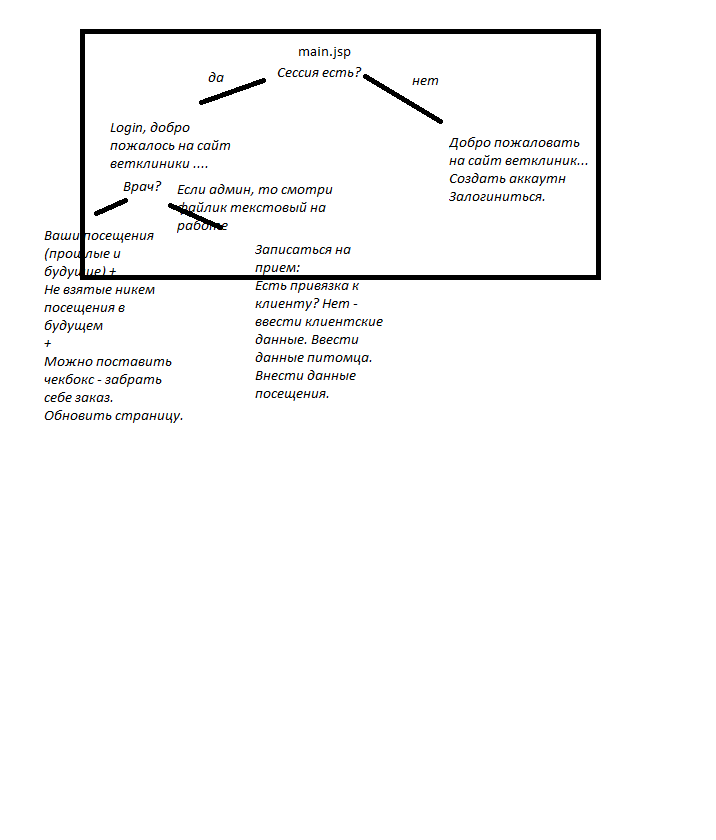 main.jsp
Сессия есть?
да
нет
Login, добро
пожалось на сайт
ветклиники ....
Добро пожаловать
на сайт ветклиник...
Создать аккаутн
Залогиниться.
Врач?
Если админ, то смотри
файлик текстовый на
работе
Ваши посещения
(прошлые и
будущие) +
Не взятые никем
посещения в
будущем
+
Можно поставить
чекбокс - забрать
себе заказ.
Обновить страницу.
Записаться на
прием:
Есть привязка к
клиенту? Нет -
ввести клиентские
данные. Ввести
данные питомца.
Внести данные
посещения.